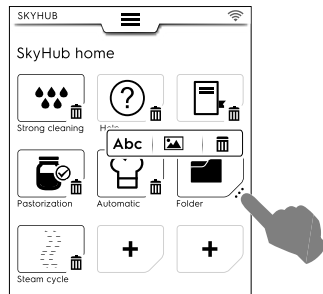 SKYHUB
SkyHub home
Strong cleaning
Abc
Pastorization Automatic Folder
Steam cycle